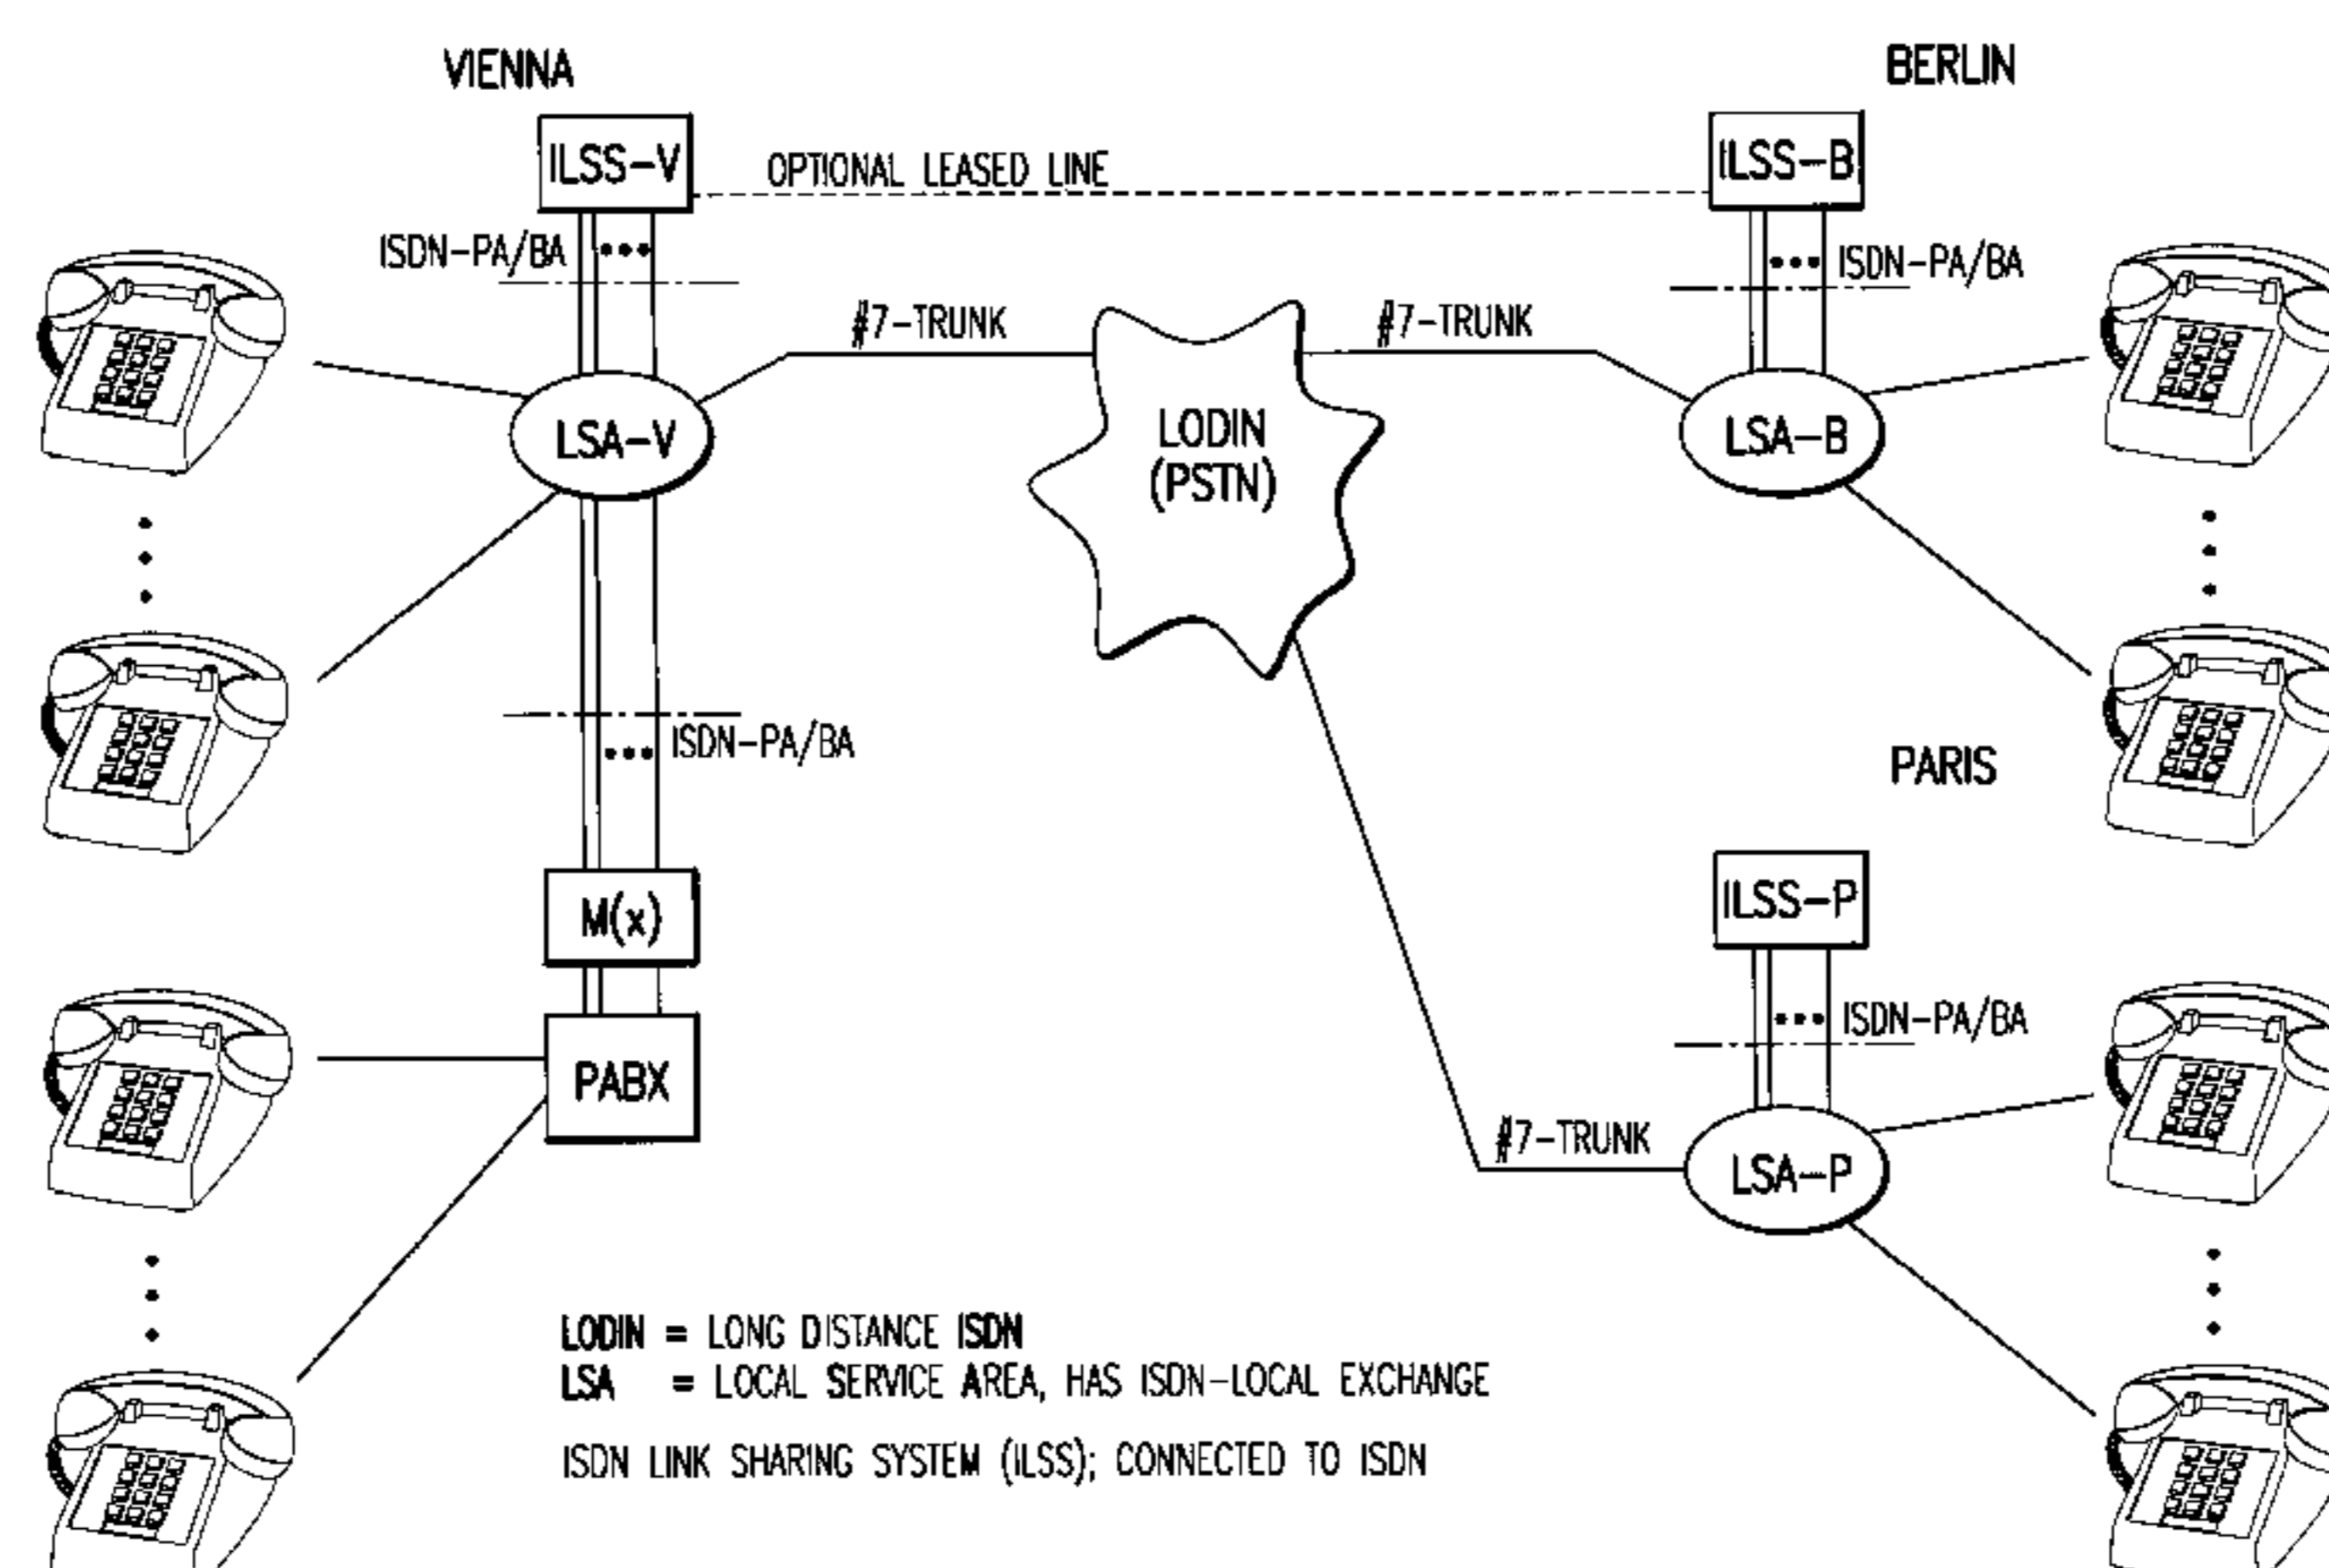 VIENNA
BERLIN
ILSS-V
OPTIONAL LEASED LINE
ILSS-B
ISDN-PA/BA
ISDN-PA/BA
#7-TRUNK
#7-TRUNK
LSA-V
LODIN
(PSTN)
LSA-B
ISDN-PA/BA
PARIS
M(x)
ILSS-P
ISDN-PA/BA
PABX
#7-TRUNK
LSA-P
LODIN = LONG DISTANCE ISDN
LSA = LOCAL SERVICE AREA, HAS ISDN-LOCAL EXCHANGE
ISDN LINK SHARING SYSTEM (ILSS); CONNECTED TO ISDN